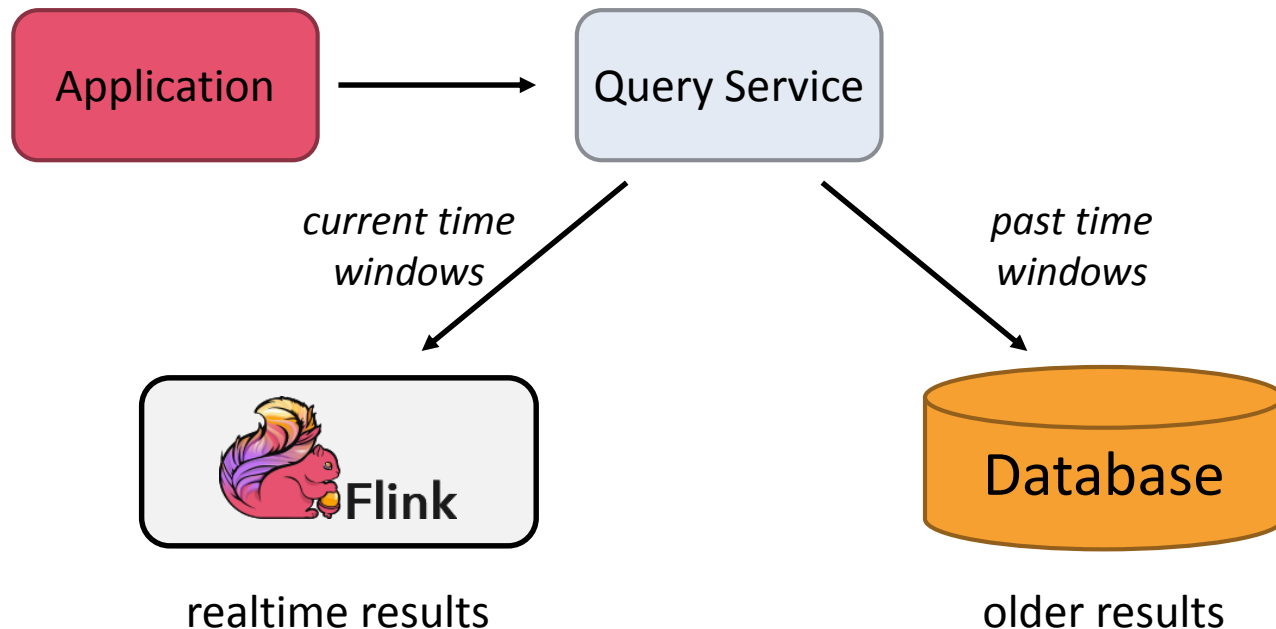 Application
Query Service
current time
windows
past time
windows
Flink
Database
realtime results
older results